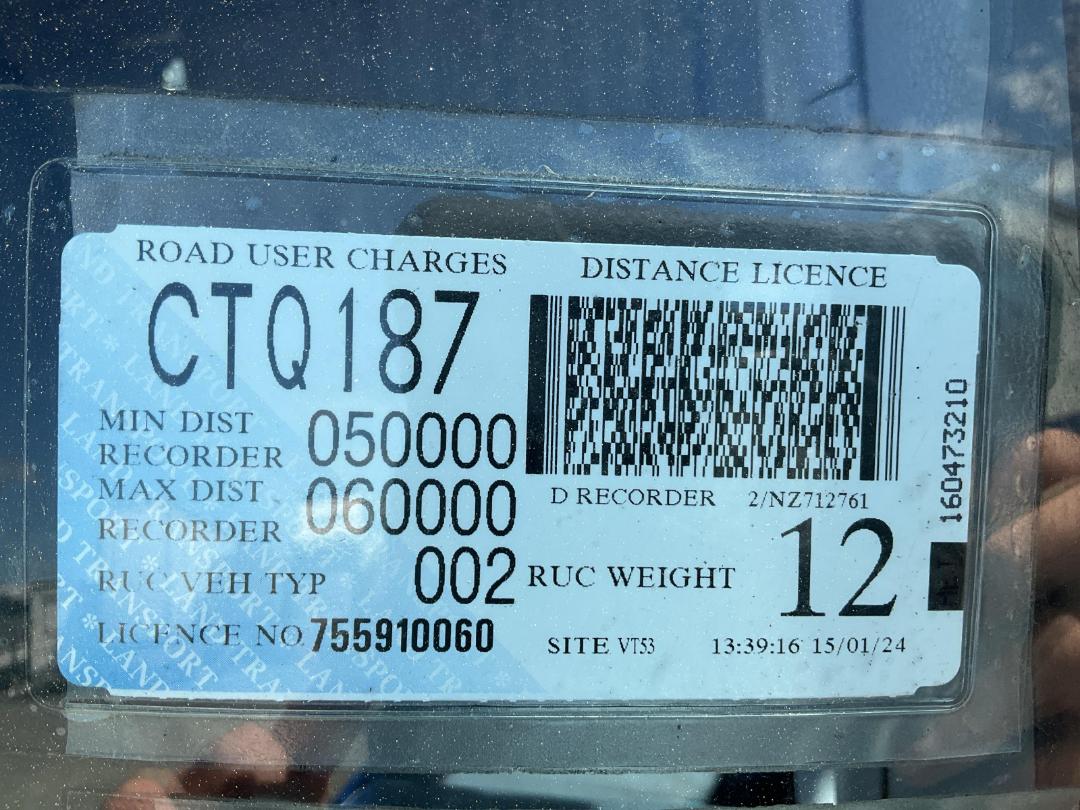 ROAD USER CHARGES
DISTANCE LICENCE
CTQ187
MIN DIST
RECORDER 050000
MAX DIST
RECORDER 060000
D RECORDER 2/NZ712761
RUC VEH TYP 002
RUC WEIGHT 12
LICENCE NO. 755910060
SITE VT53 13:39:16 15/01/24
160473210